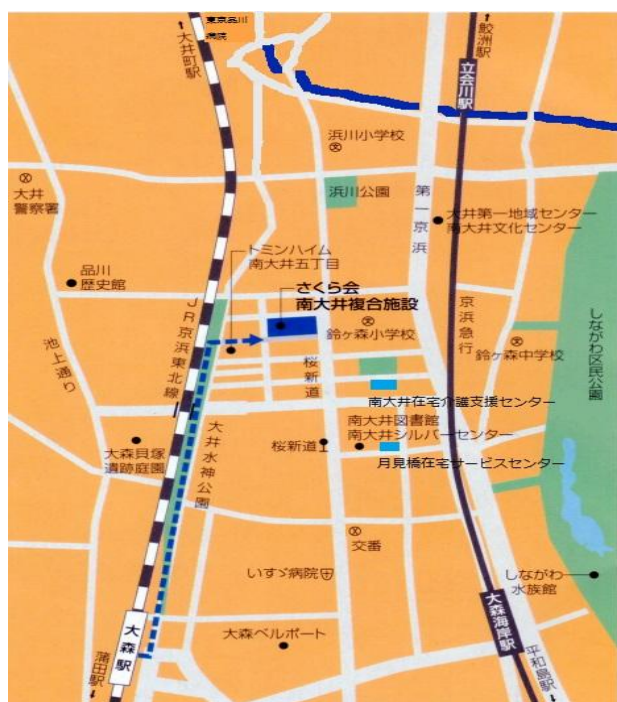 東京品川
病院
大井町駅
鮫洲駅
立会川駅
浜川小学校
大井
警察署
浜川公園
第一京浜
大井第一地域センター
南大井文化センター
トミンハイム
南大井五丁目
品川
歴史館
さくら会
南大井複合施設
JR京浜東北線
鈴ヶ森小学校
京浜急行
鈴ヶ森中学校
しながわ区民公園
池上通り
桜新道
南大井在宅介護支援センター
大井水神公園
南大井図書館
南大井シルバーセンター
大森貝塚
遺跡庭園
桜新道
月見橋在宅サービスセンター
交番
いすゞ病院
しながわ
水族館
大森海岸駅
大森駅
大森ベルポート
蒲田駅
平和島駅